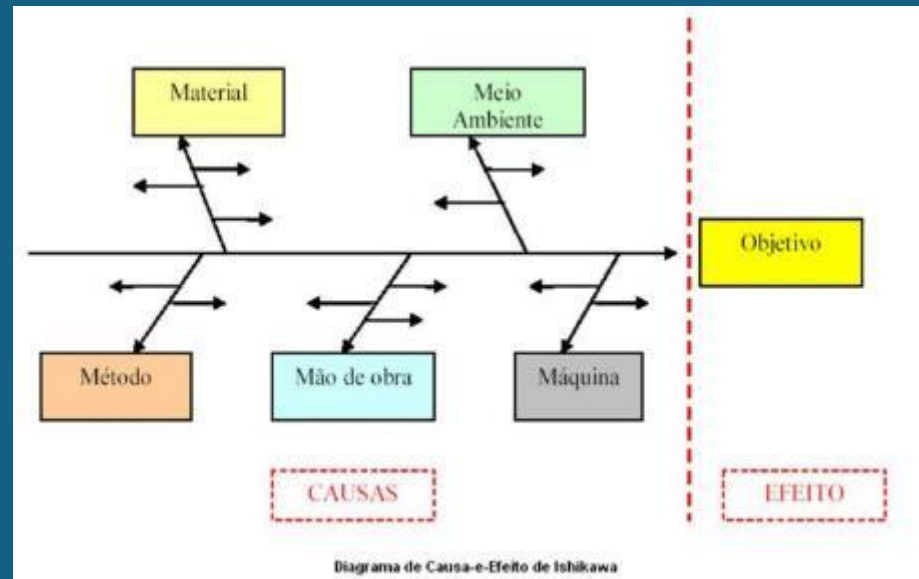 Material
Meio
Ambiente
Objetivo
Método
Mão de obra
Máquina
CAUSAS
EFEITO
Diagrama de Causa-e-Efeito de Ishikawa